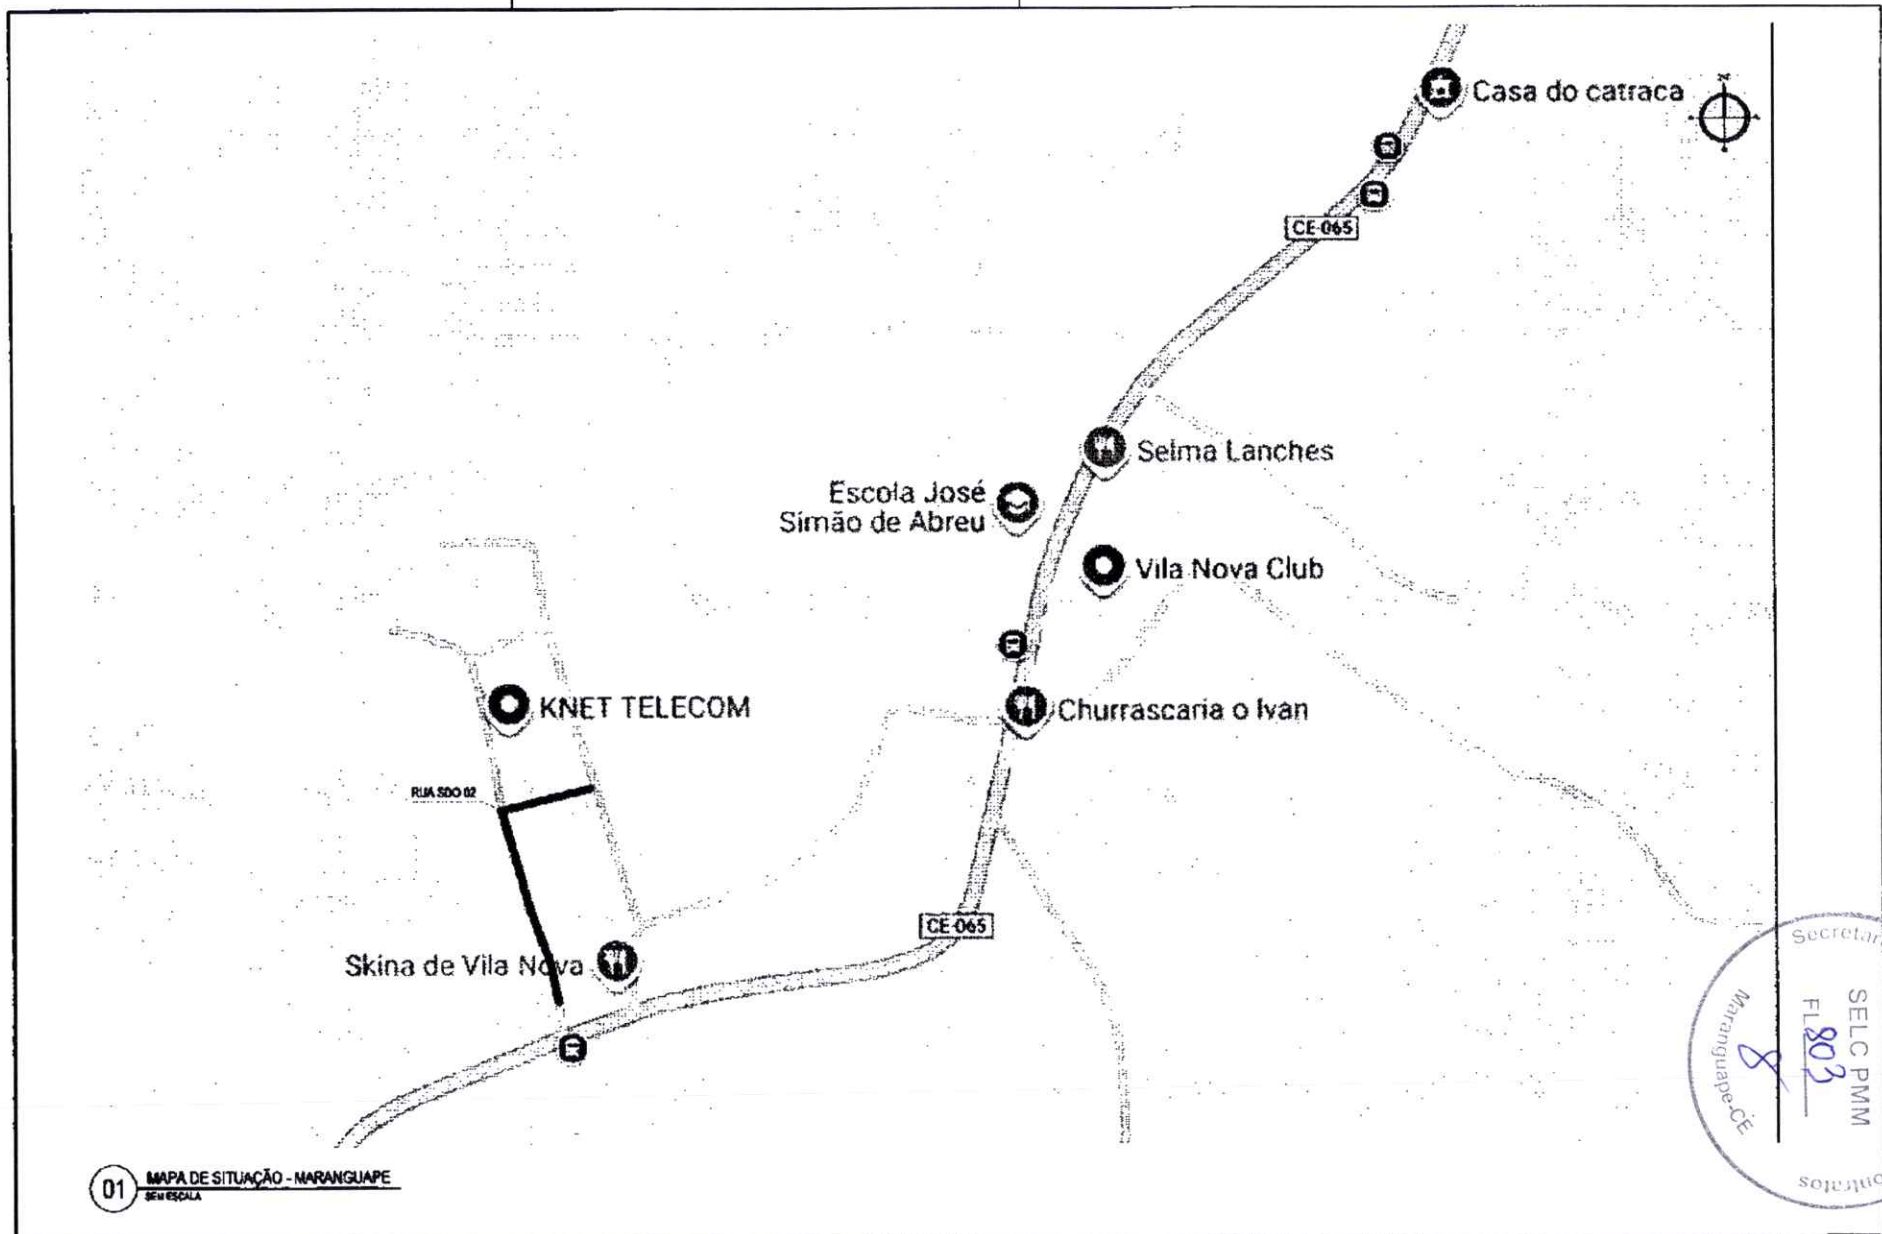 Casa do catraca
N
CE-065
Selma Lanches
Escola José
Simão de Abreu
Vila Nova Club
KNET TELECOM
Churrascaria o Ivan
RUA SDO 02
CE-065
Skina de Vila Nova
01
MAPA DE SITUAÇÃO - MARANGUAPE
SEM ESCALA
SELC PMM
FL 803
Maranguape-CE